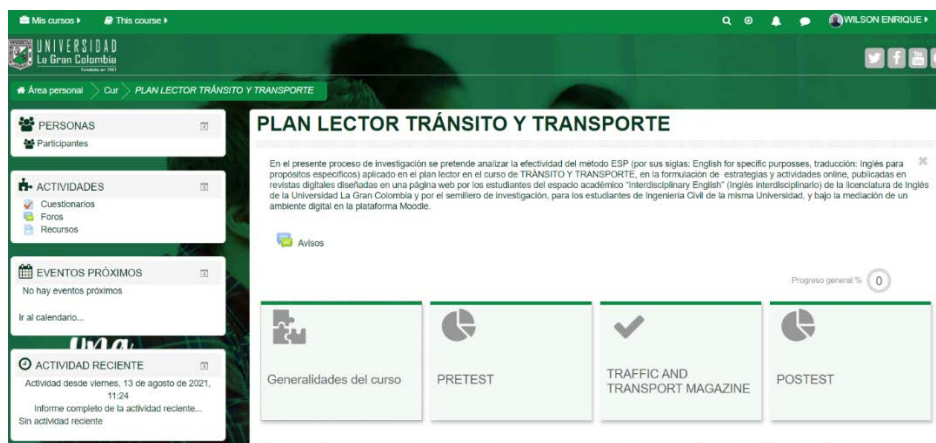 Mis cursos
This course
WILSON ENRIQUE
UNIVERSIDAD
La Gran Colombia
Área personal
Cur
PLAN LECTOR TRÁNSITO Y TRANSPORTE
PERSONAS
Participantes
ACTIVIDADES
Cuestionarios
Foros
Recursos
EVENTOS PRÓXIMOS
No hay eventos próximos
Ir al calendario...
una
ACTIVIDAD RECIENTE
Actividad desde viernes, 13 de agosto de 2021,
11:24
Informe completo de la actividad reciente...
Sin actividad reciente
PLAN LECTOR TRÁNSITO Y TRANSPORTE
En el presente proceso de investigación se pretende analizar la efectividad del método ESP (por sus siglas: English for specific purposses, traducción: Inglés para
propósitos específicos) aplicado en el plan lector en el curso de TRÁNSITO Y TRANSPORTE, en la formulación de estrategias y actividades online, publicadas en
revistas digitales diseñadas en una página web por los estudiantes del espacio académico "Interdisciplinary English" (Inglés interdisciplinario) de la licenciatura de Inglés
de la Universidad La Gran Colombia y por el semillero de investigación, para los estudiantes de Ingeniería Civil de la misma Universidad, y bajo la mediación de un
ambiente digital en la plataforma Moodle.
Avisos
Progreso general % 0
Generalidades del curso
PRETEST
TRAFFIC AND
TRANSPORT MAGAZINE
POSTEST